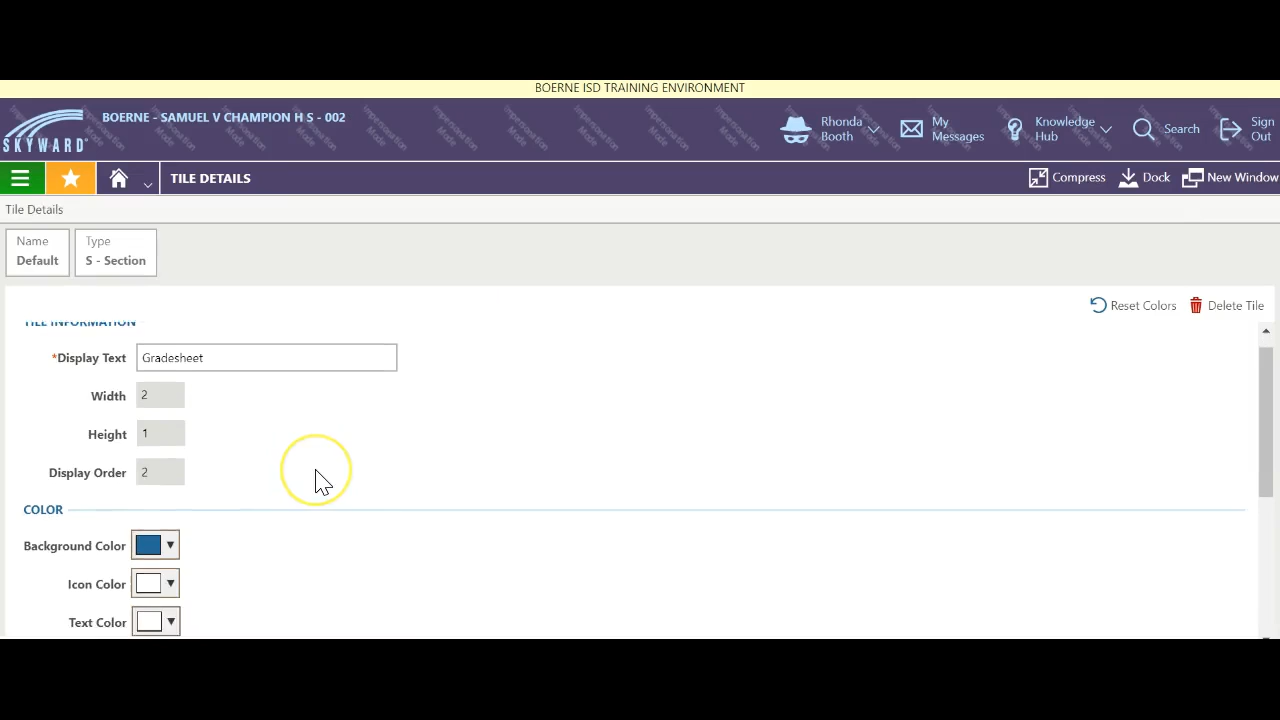 BOERNE ISD TRAINING ENVIRONMENT
SKYWARD
BOERNE - SAMUEL V CHAMPION H S - 002
Rhonda Booth
My Messages
Knowledge Hub
Search
Sign Out
TILE DETAILS
Compress
Dock
New Window
Tile Details
Name
Default
Type
S - Section
Reset Colors
Delete Tile
TILE INFORMATION
*Display Text
Gradesheet
Width
2
Height
1
Display Order
2
COLOR
Background Color
Icon Color
Text Color